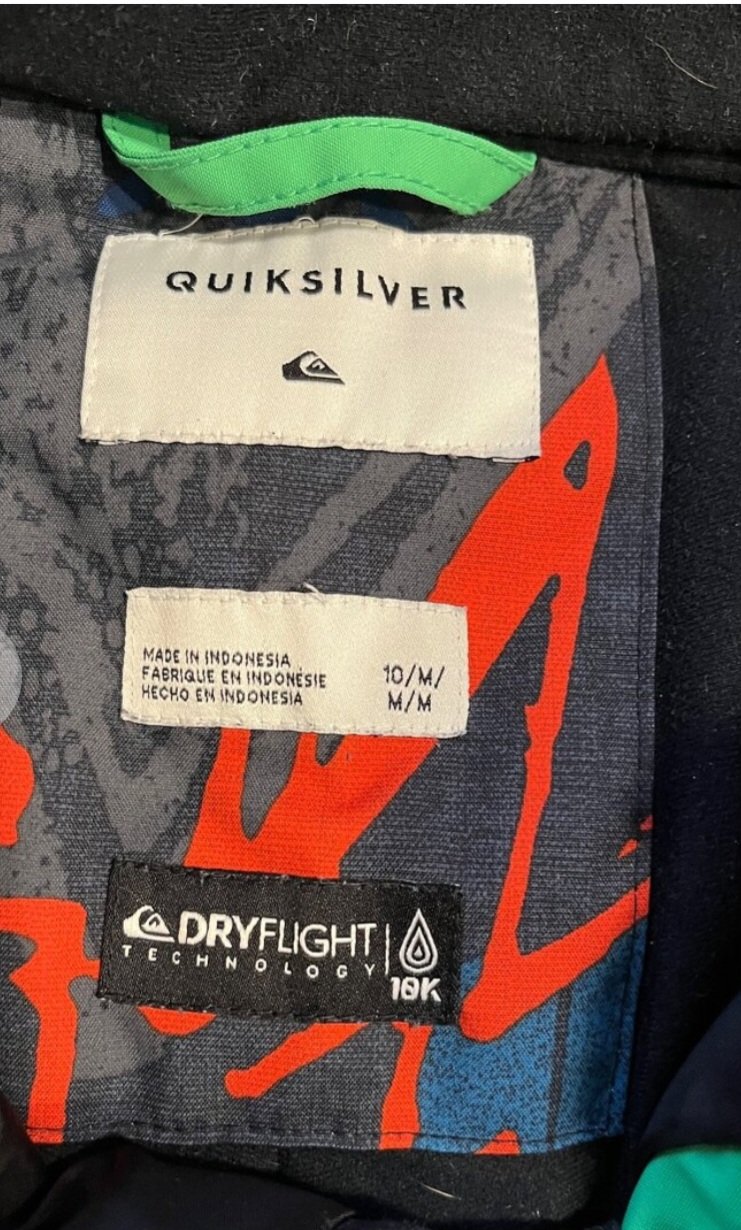 QUIKSILVER
MADE IN INDONESIA
FABRIQUE EN INDONÉSIE
HECHO EN INDONESIA
10/M/
M/M
DRYFLIGHT
TECHNOLOGY
10K